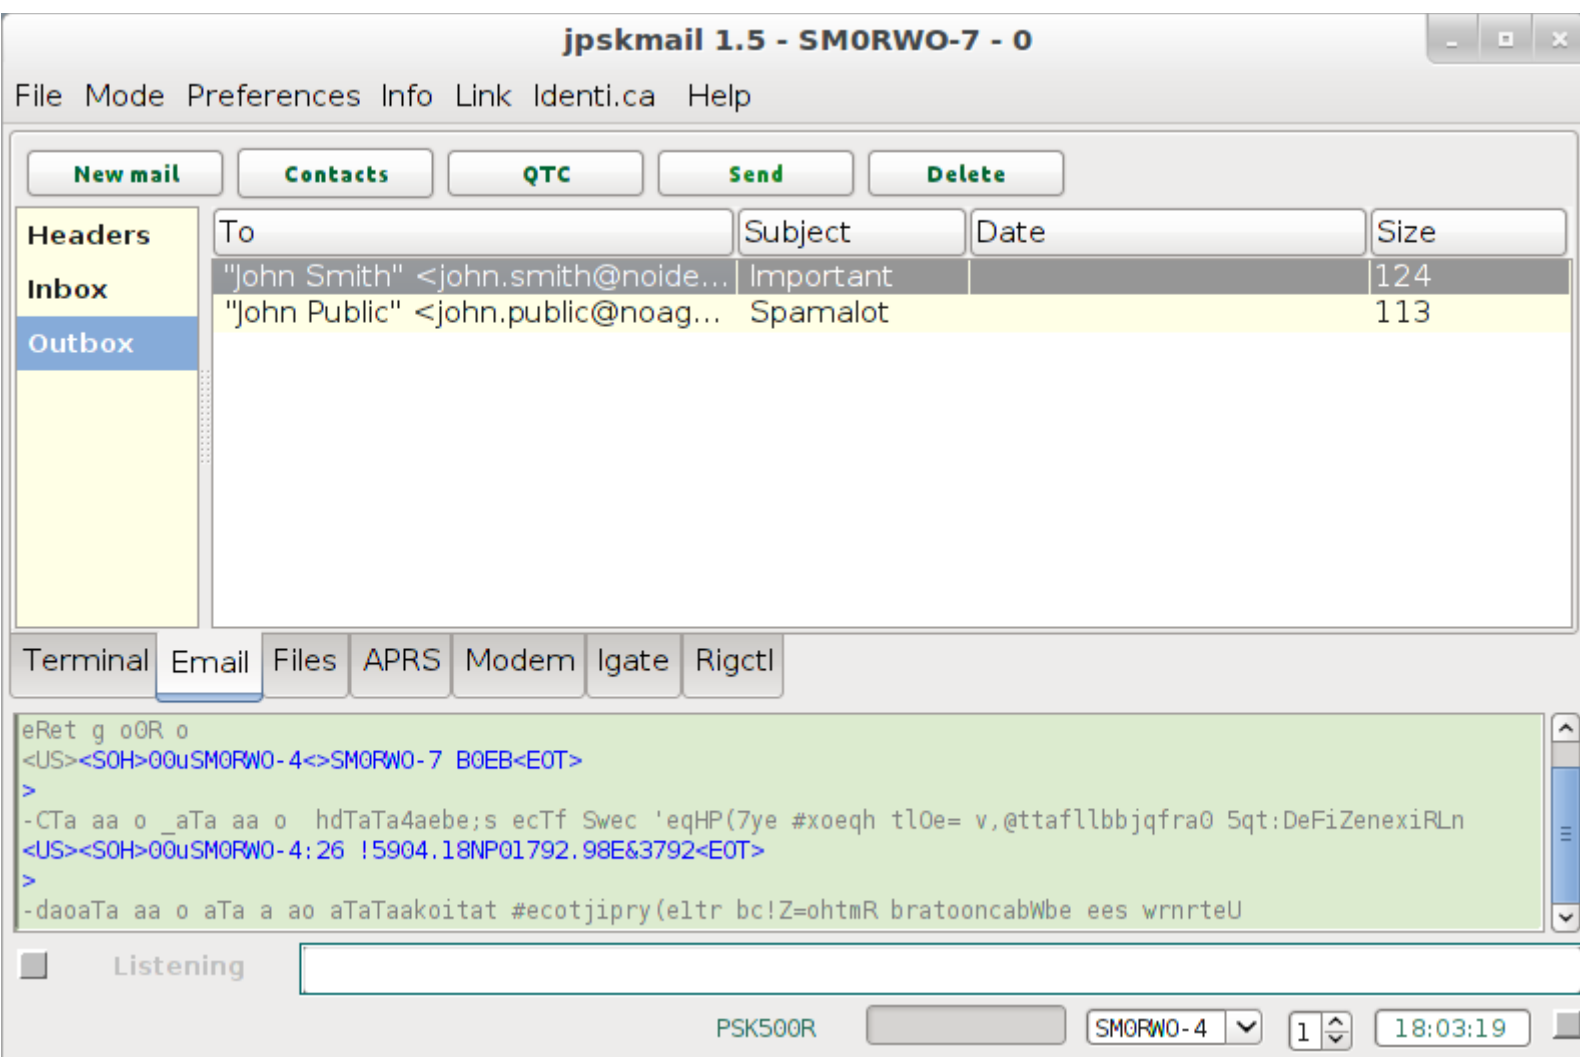 jpskmail 1.5 - SM0RWO-7 - 0
File Mode Preferences Info Link Identi.ca Help
New mail Contacts QTC Send Delete
Headers To Subject Date Size
"John Smith" <john.smith@noide... Important 124
Inbox
"John Public" <john.public@noag... Spamalot 113
Outbox
Terminal Email Files APRS Modem Igate Rigctl
eRet g o0R o
<US><SOH>00uSM0RWO-4<>SM0RWO-7 B0EB<EOT>
>
-CTa aa o _aTa aa o  hdTaTa4aebe;s ecTf Swec 'eqHP(7ye #xoeqh tlOe= v,@ttafllbbjqfra0 5qt:DeFiZenexiRLn
<US><SOH>00uSM0RWO-4:26 !5904.18NP01792.98E&3792<EOT>
>
-daoaTa aa o aTa a ao aTaTaakoitat #ecotjipry(eltr bc!Z=ohtmR bratooncabWbe ees wrnrteU
Listening
PSK500R SM0RWO-4 1 18:03:19